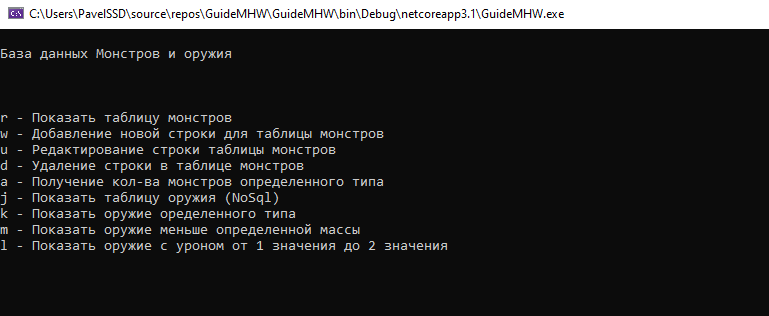 C:\Users\PavelSSD\source\repos\GuideMHW\GuideMHW\bin\Debug\netcoreapp3.1\GuideMHW.exe
База данных Монстров и оружия
r - Показать таблицу монстров
w - Добавление новой строки для таблицы монстров
u - Редактирование строки таблицы монстров
d - Удаление строки в таблице монстров
a - Получение кол-ва монстров определенного типа
j - Показать таблицу оружия (NoSql)
k - Показать оружие оределенного типа
m - Показать оружие меньше определенной массы
l - Показать оружие с уроном от 1 значения до 2 значения